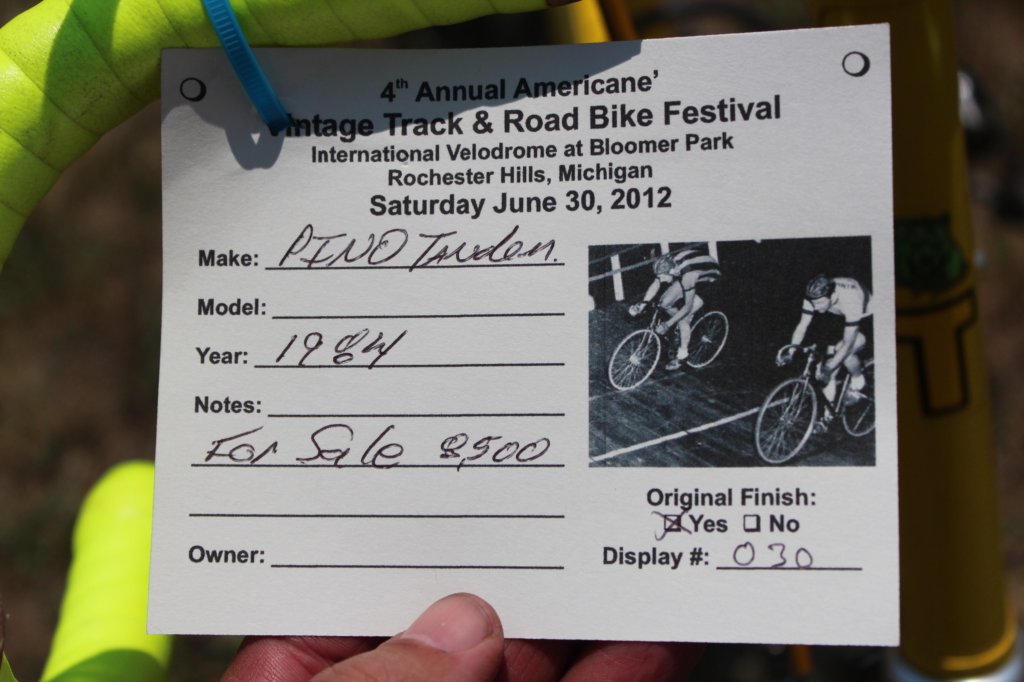 4th Annual Americane'
Vintage Track & Road Bike Festival
International Velodrome at Bloomer Park
Rochester Hills, Michigan
Saturday June 30, 2012
Make: PINO Tandem.
Model:
Year: 1984
Notes:
For Sale 8,500
Owner:
Original Finish:
☒ Yes ☐ No
Display #: 030
T